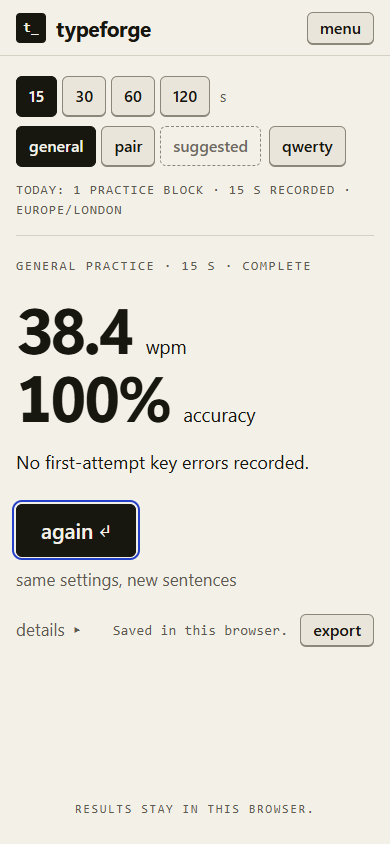 t_ typeforge menu
15 30 60 120 s
general pair suggested qwerty
TODAY: 1 PRACTICE BLOCK · 15 S RECORDED ·
EUROPE/LONDON
GENERAL PRACTICE · 15 S · COMPLETE
38.4 wpm
100% accuracy
No first-attempt key errors recorded.
again ↵
same settings, new sentences
details ▸ Saved in this browser. export
RESULTS STAY IN THIS BROWSER.